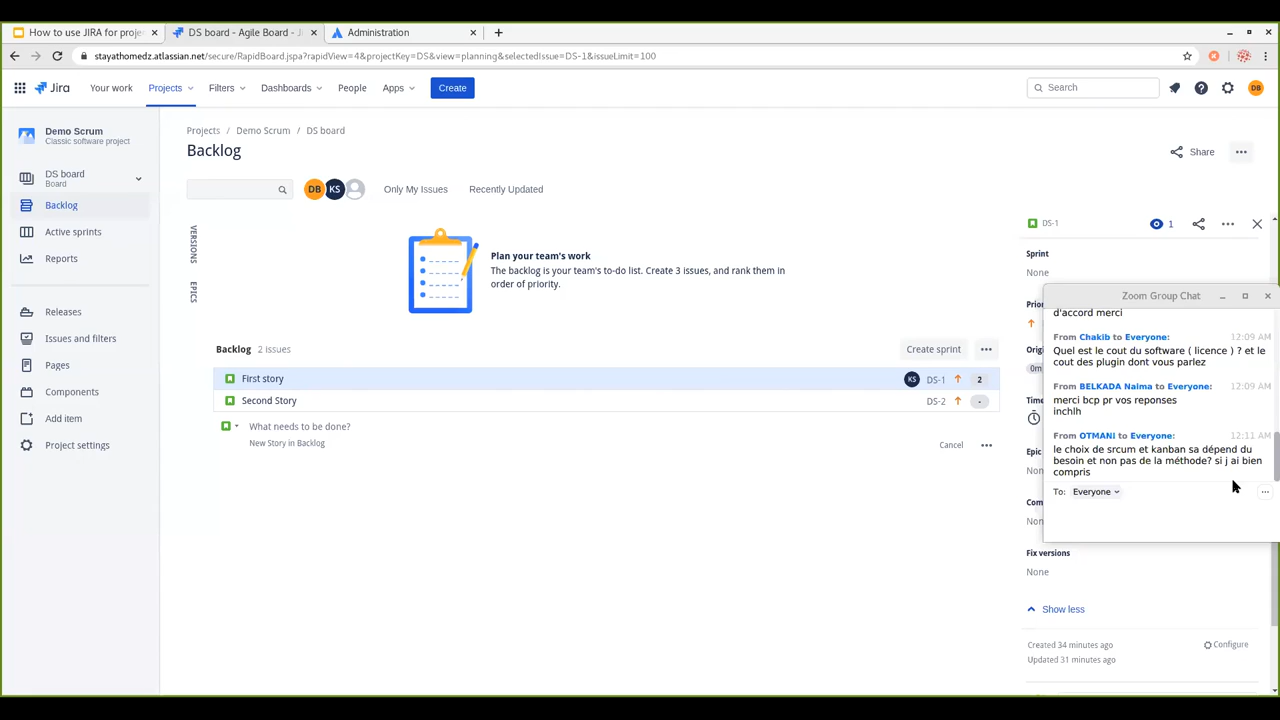 How to use JIRA for proje
DS board - Agile Board - Ji
Administration
stayathomedz.atlassian.net/secure/RapidBoard.jspa?rapidView=4&projectKey=DS&view=planning&selectedIssue=DS-1&issueLimit=100
Jira
Your work
Projects
Filters
Dashboards
People
Apps
Create
Search
DB
Demo Scrum
Classic software project
DS board
Board
Backlog
Active sprints
Reports
Releases
Issues and filters
Pages
Components
Add item
Project settings
Projects / Demo Scrum / DS board
Backlog
Share
DB KS
Only My Issues
Recently Updated
VERSIONS
EPICS
Plan your team's work
The backlog is your team's to-do list. Create 3 issues, and rank them in
order of priority.
Backlog 2 issues
Create sprint
First story KS DS-1 2
Second Story DS-2 -
What needs to be done?
New Story in Backlog
Cancel
DS-1
1
Sprint
None
Prio
Orig
0m
Time
Epic
Non
Com
Non
Fix versions
None
Show less
Created 34 minutes ago
Configure
Updated 31 minutes ago
Zoom Group Chat
d'accord merci
From Chakib to Everyone: 12:09 AM
Quel est le cout du software ( licence ) ? et le
cout des plugin dont vous parlez
From BELKADA Naima to Everyone: 12:09 AM
merci bcp pr vos reponses
inchlh
From OTMANI to Everyone: 12:11 AM
le choix de srcum et kanban sa dépend du
besoin et non pas de la méthode? si j ai bien
compris
To: Everyone